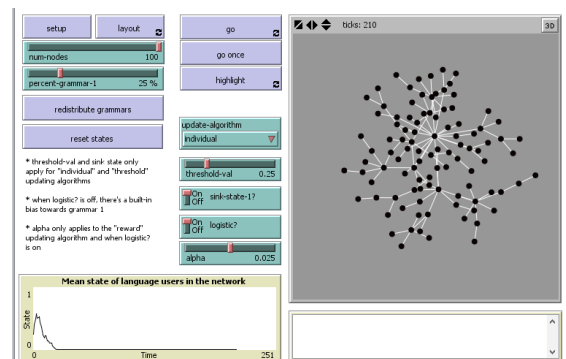 setup
layout
go
num-nodes 100
go once
percent-grammar-1 25 %
highlight
redistribute grammars
reset states
update-algorithm
individual
threshold-val 0.25
* threshold-val and sink state only
apply for "individual" and "threshold"
updating algorithms
On
Off
sink-state-1?
* when logistic? is off, there's a built-in
bias towards grammar 1
On
Off
logistic?
* alpha only applies to the "reward"
updating algorithm and when logistic?
is on
alpha 0.025
Mean state of language users in the network
1
State
0
0 Time 251
ticks: 210
3D